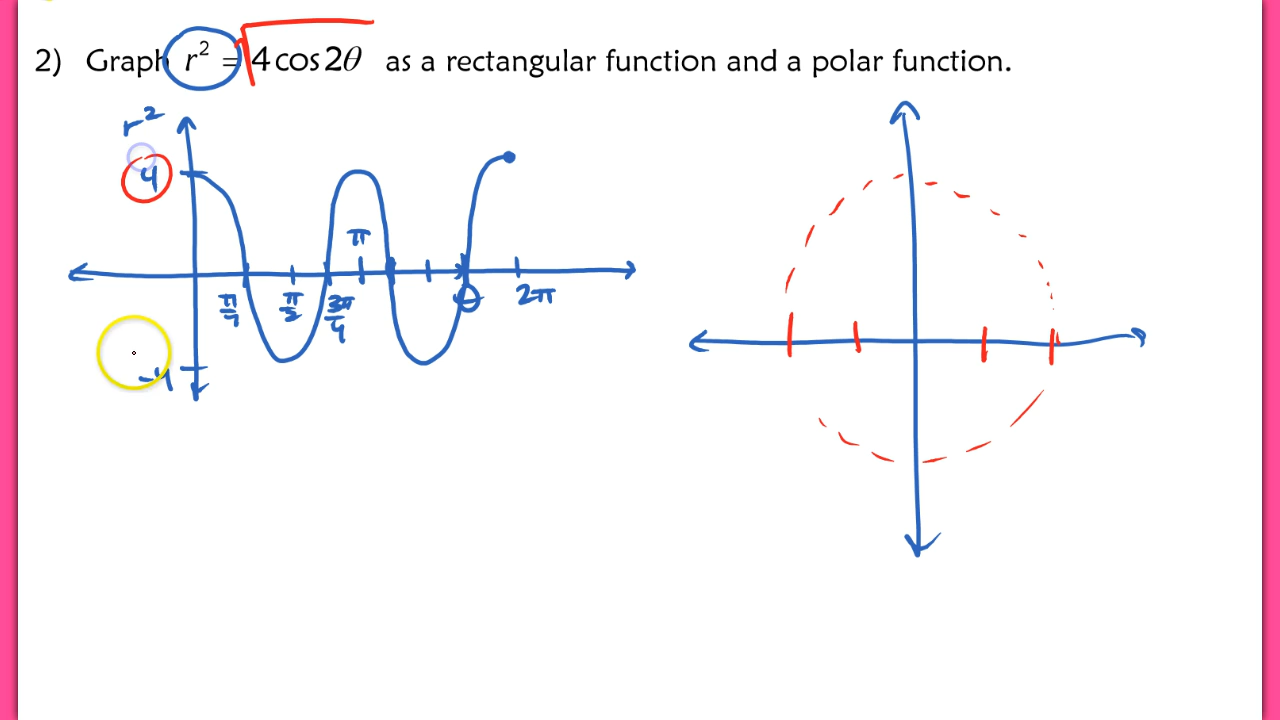 2) Graph r² = 4cos2θ as a rectangular function and a polar function.
r²
4
π
π/4 π/2 3π/4 θ 2π
-4